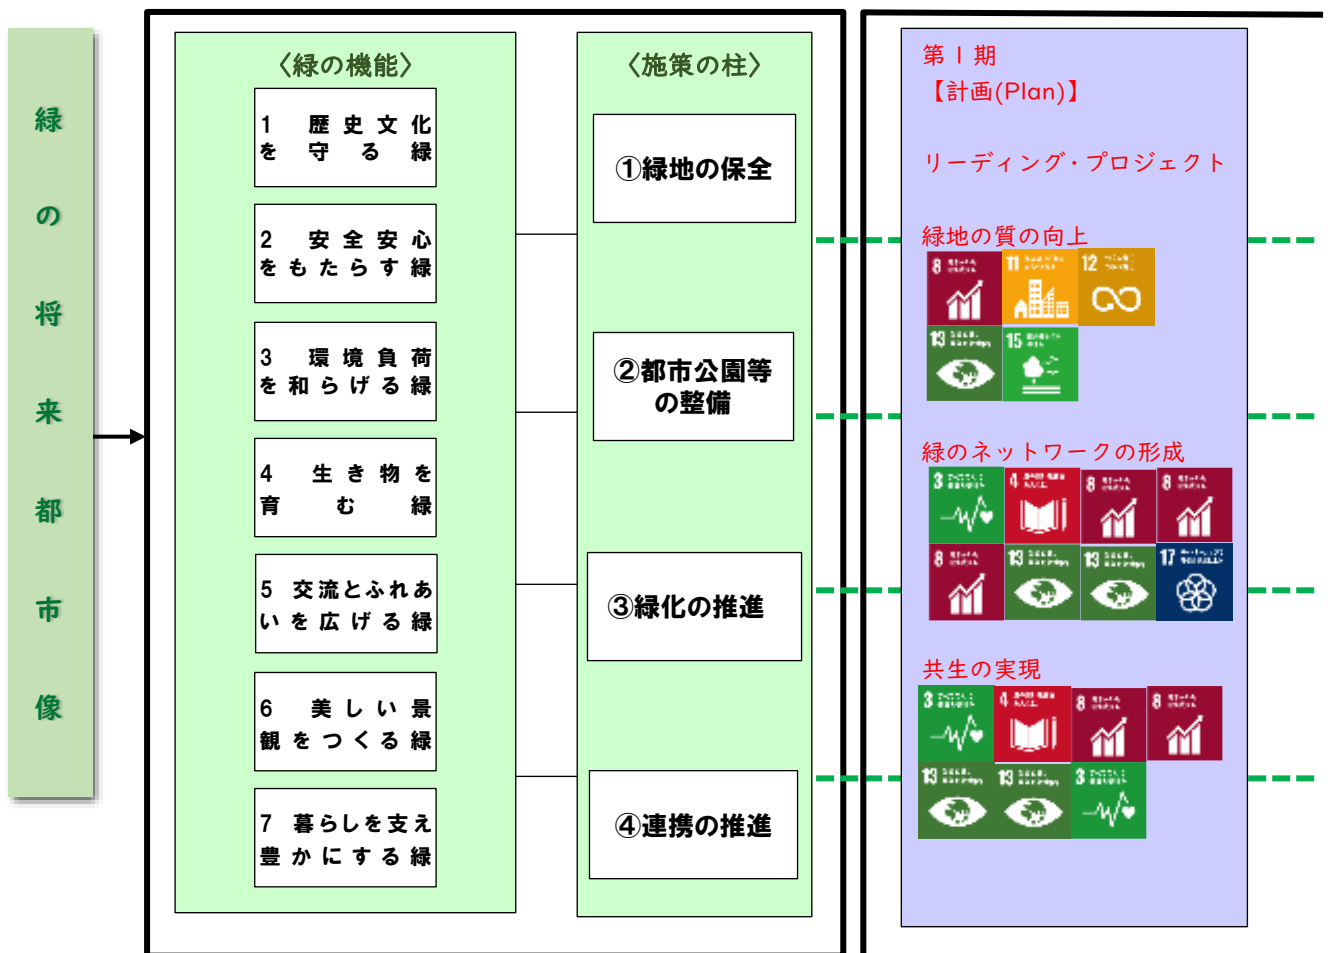 緑の将来都市像
〈緑の機能〉
1 歴史文化
を守る緑
2 安全安心
をもたらす緑
3 環境負荷
を和らげる緑
4 生き物を
育む緑
5 交流とふれあ
いを広げる緑
6 美しい景
観をつくる緑
7 暮らしを支え
豊かにする緑
〈施策の柱〉
①緑地の保全
②都市公園等
の整備
③緑化の推進
④連携の推進
第1期
【計画(Plan)】
リーディング・プロジェクト
緑地の質の向上
8
11
12
13
15
緑のネットワークの形成
3
4
8
8
8
13
13
17
共生の実現
3
4
8
8
13
13
3